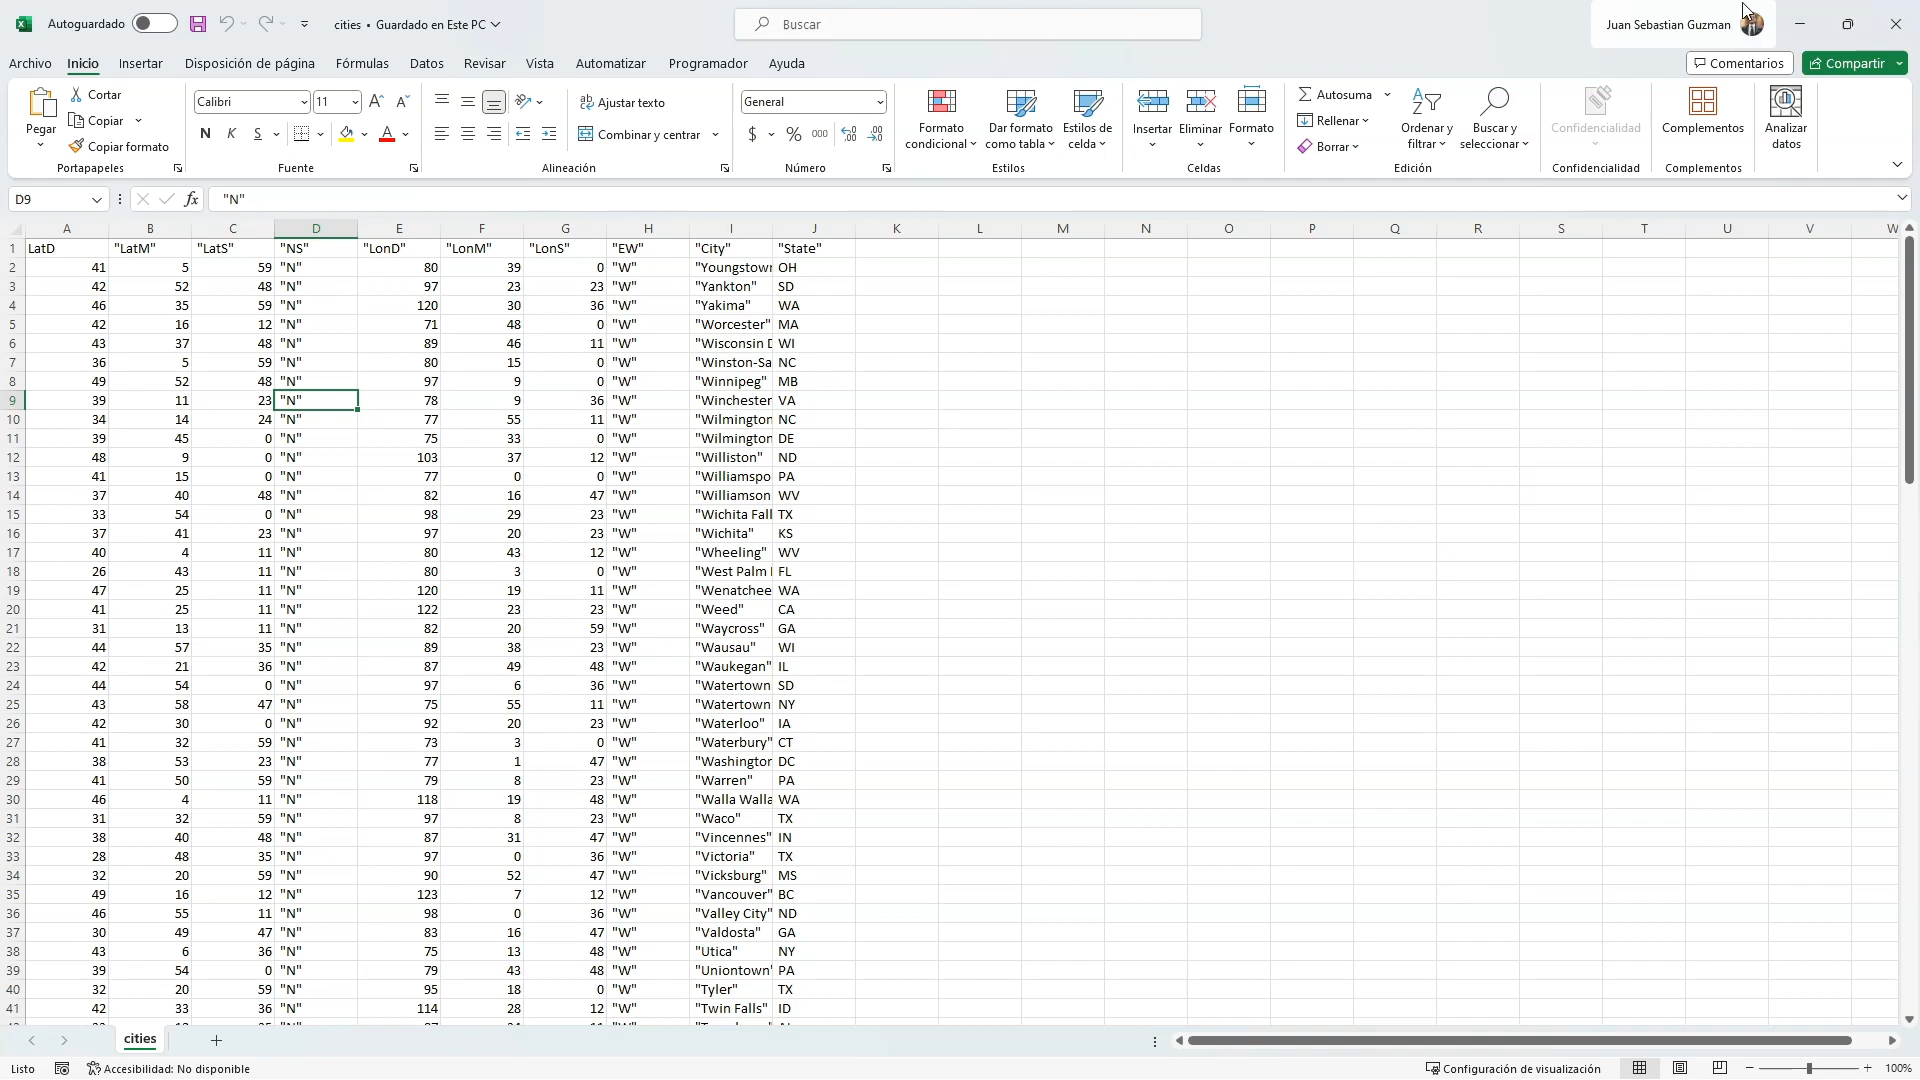 Autoguardado cities • Guardado en Este PC Buscar Juan Sebastian Guzman
Archivo Inicio Insertar Disposición de página Fórmulas Datos Revisar Vista Automatizar Programador Ayuda Comentarios Compartir
Pegar
Cortar
Copiar
Copiar formato
Portapapeles
Calibri 11
N K S
Fuente
Ajustar texto
Combinar y centrar
Alineación
General
$ % 000
Número
Formato condicional
Dar formato como tabla
Estilos de celda
Estilos
Insertar Eliminar Formato
Celdas
Autosuma
Rellenar
Borrar
Ordenar y filtrar
Buscar y seleccionar
Edición
Confidencialidad
Confidencialidad
Complementos
Complementos
Analizar datos
D9 fx "N"
A B C D E F G H I J K L M N O P Q R S T U V W
1 LatD "LatM" "LatS" "NS" "LonD" "LonM" "LonS" "EW" "City" "State"
2 41 5 59 "N" 80 39 0 "W" "Youngstown OH
3 42 52 48 "N" 97 23 23 "W" "Yankton" SD
4 46 35 59 "N" 120 30 36 "W" "Yakima" WA
5 42 16 12 "N" 71 48 0 "W" "Worcester" MA
6 43 37 48 "N" 89 46 11 "W" "Wisconsin D WI
7 36 5 59 "N" 80 15 0 "W" "Winston-Sa NC
8 49 52 48 "N" 97 9 0 "W" "Winnipeg" MB
9 39 11 23 "N" 78 9 36 "W" "Winchester VA
10 34 14 24 "N" 77 55 11 "W" "Wilmington NC
11 39 45 0 "N" 75 33 0 "W" "Wilmington DE
12 48 9 0 "N" 103 37 12 "W" "Williston" ND
13 41 15 0 "N" 77 0 0 "W" "Williamspo PA
14 37 40 48 "N" 82 16 47 "W" "Williamson WV
15 33 54 0 "N" 98 29 23 "W" "Wichita Fall TX
16 37 41 23 "N" 97 20 23 "W" "Wichita" KS
17 40 4 11 "N" 80 43 12 "W" "Wheeling" WV
18 26 43 11 "N" 80 3 0 "W" "West Palm FL
19 47 25 11 "N" 120 19 11 "W" "Wenatchee WA
20 41 25 11 "N" 122 23 23 "W" "Weed" CA
21 31 13 11 "N" 82 20 59 "W" "Waycross" GA
22 44 57 35 "N" 89 38 23 "W" "Wausau" WI
23 42 21 36 "N" 87 49 48 "W" "Waukegan" IL
24 44 54 0 "N" 97 6 36 "W" "Watertown SD
25 43 58 47 "N" 75 55 11 "W" "Watertown NY
26 42 30 0 "N" 92 20 23 "W" "Waterloo" IA
27 41 32 59 "N" 73 3 0 "W" "Waterbury" CT
28 38 53 23 "N" 77 1 47 "W" "Washington DC
29 41 50 59 "N" 79 8 23 "W" "Warren" PA
30 46 4 11 "N" 118 19 48 "W" "Walla Walla WA
31 31 32 59 "N" 97 8 23 "W" "Waco" TX
32 38 40 48 "N" 87 31 47 "W" "Vincennes" IN
33 28 48 35 "N" 97 0 36 "W" "Victoria" TX
34 32 20 59 "N" 90 52 47 "W" "Vicksburg" MS
35 49 16 12 "N" 123 7 12 "W" "Vancouver" BC
36 46 55 11 "N" 98 0 36 "W" "Valley City" ND
37 30 49 47 "N" 83 16 47 "W" "Valdosta" GA
38 43 6 36 "N" 75 13 48 "W" "Utica" NY
39 39 54 0 "N" 79 43 48 "W" "Uniontown" PA
40 32 20 59 "N" 95 18 0 "W" "Tyler" TX
41 42 33 36 "N" 114 28 12 "W" "Twin Falls" ID
cities
Listo Accesibilidad: No disponible Configuración de visualización 100%